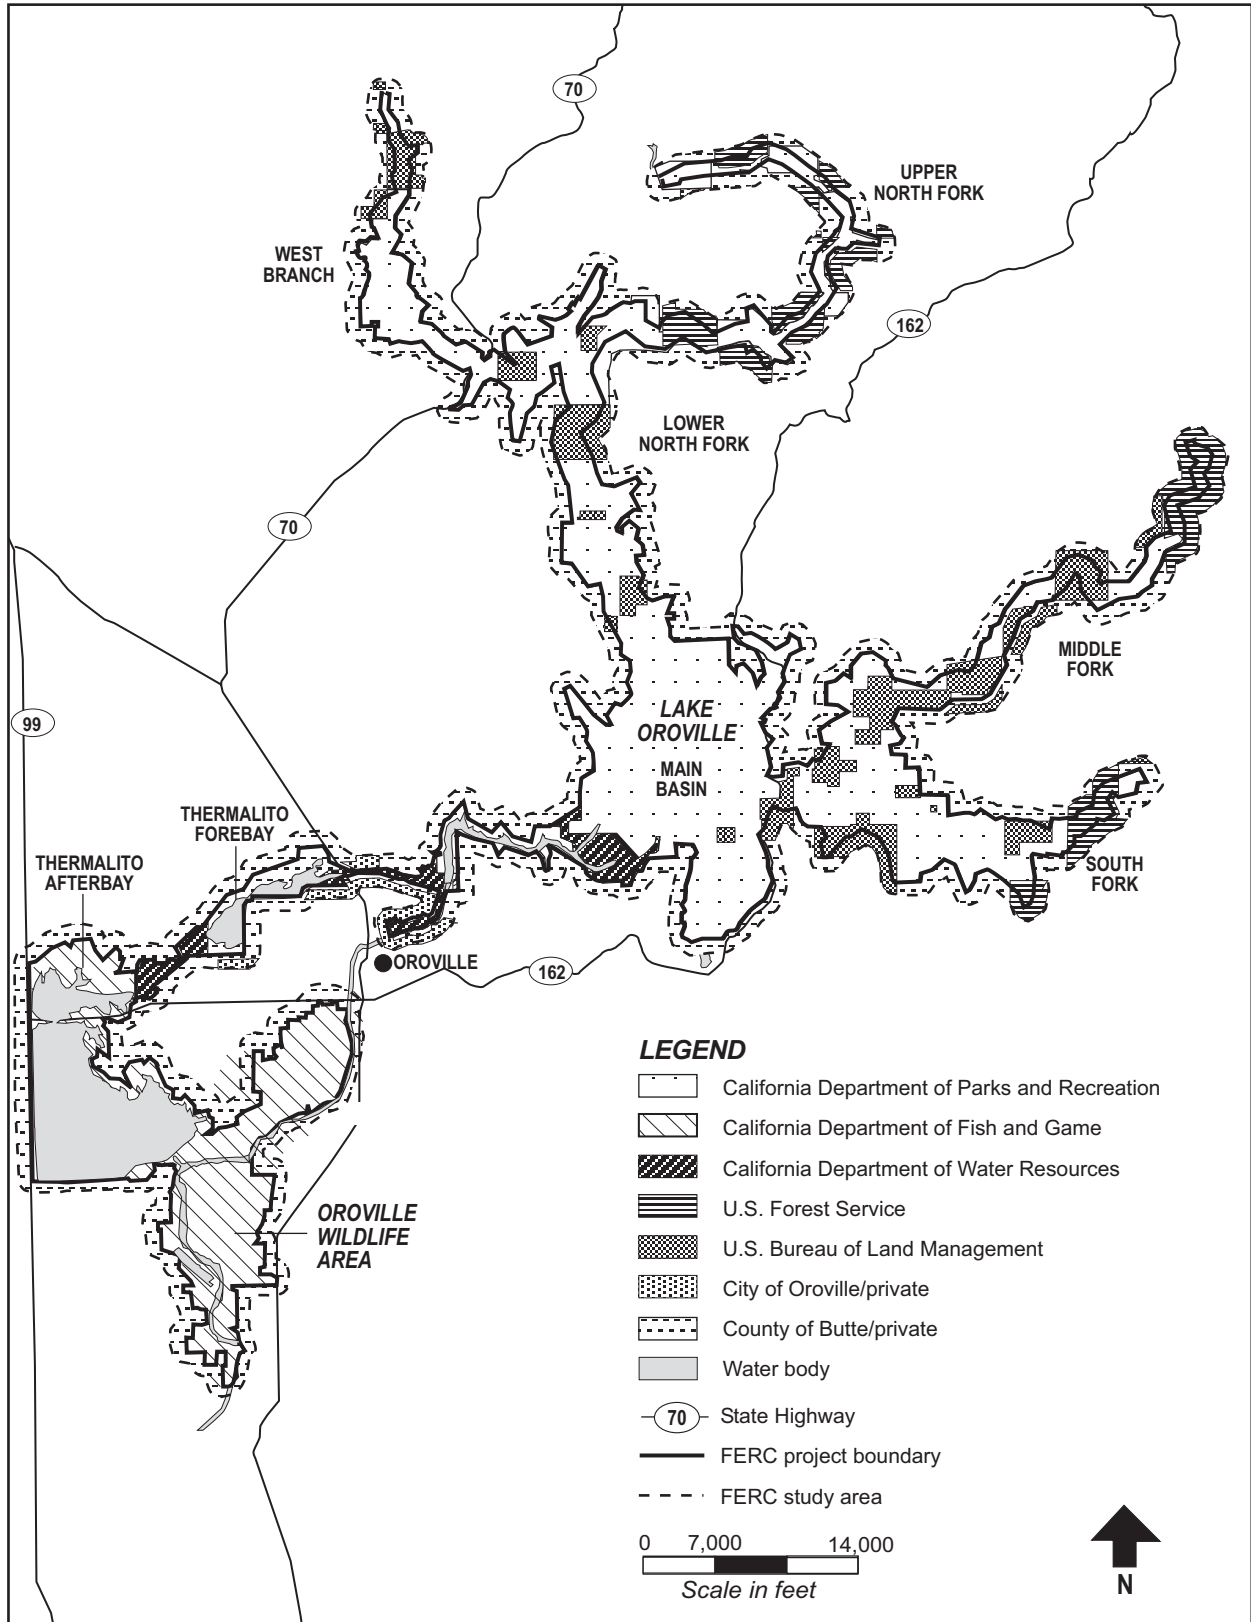 70
UPPER
NORTH FORK
WEST
BRANCH
162
LOWER
NORTH FORK
70
MIDDLE
FORK
99
LAKE
OROVILLE
MAIN
BASIN
THERMALITO
FOREBAY
THERMALITO
AFTERBAY
SOUTH
FORK
OROVILLE
162
OROVILLE
WILDLIFE
AREA
LEGEND
California Department of Parks and Recreation
California Department of Fish and Game
California Department of Water Resources
U.S. Forest Service
U.S. Bureau of Land Management
City of Oroville/private
County of Butte/private
Water body
70 State Highway
FERC project boundary
FERC study area
0 7,000 14,000
Scale in feet
N